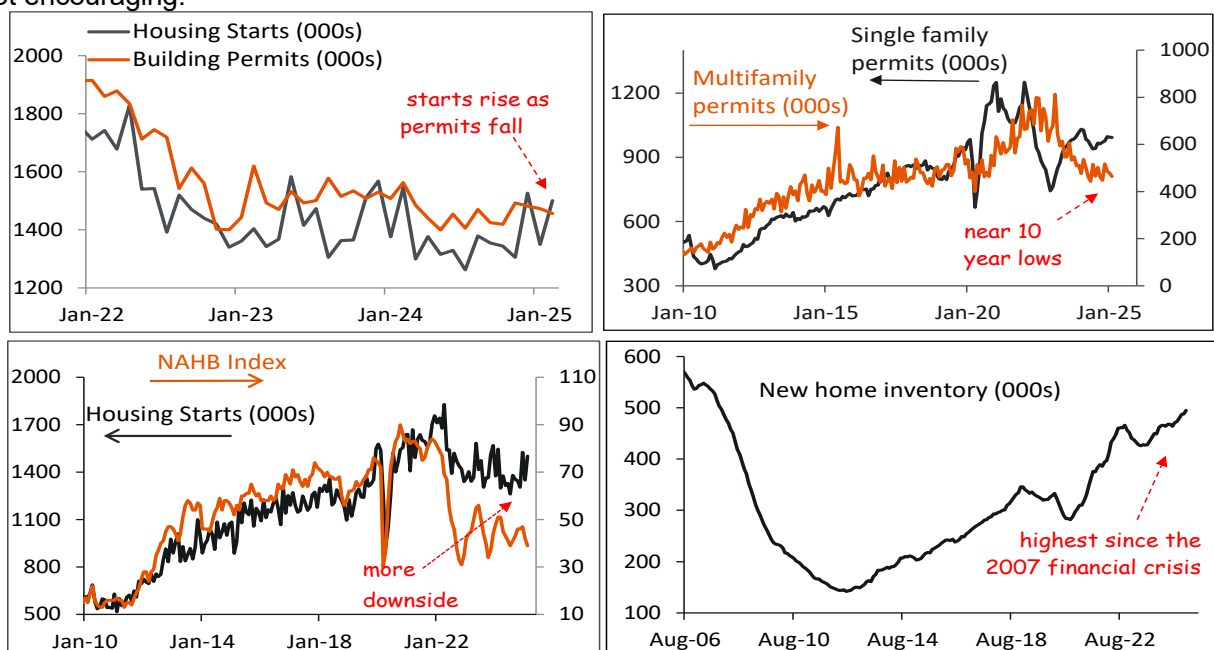 ot encouraging.
Housing Starts (000s)
Building Permits (000s)
2000
1800
1600
1400
1200
starts rise as
permits fall
Jan-22
Jan-23
Jan-24
Jan-25
Single family
permits (000s)
Multifamily
permits (000s)
1200
900
600
300
1000
800
600
400
200
0
near 10
year lows
Jan-10
Jan-15
Jan-20
Jan-25
NAHB Index
Housing Starts (000s)
2000
1700
1400
1100
800
500
110
90
70
50
30
10
more
downside
Jan-10
Jan-14
Jan-18
Jan-22
New home inventory (000s)
600
500
400
300
200
100
highest since the
2007 financial crisis
Aug-06
Aug-10
Aug-14
Aug-18
Aug-22